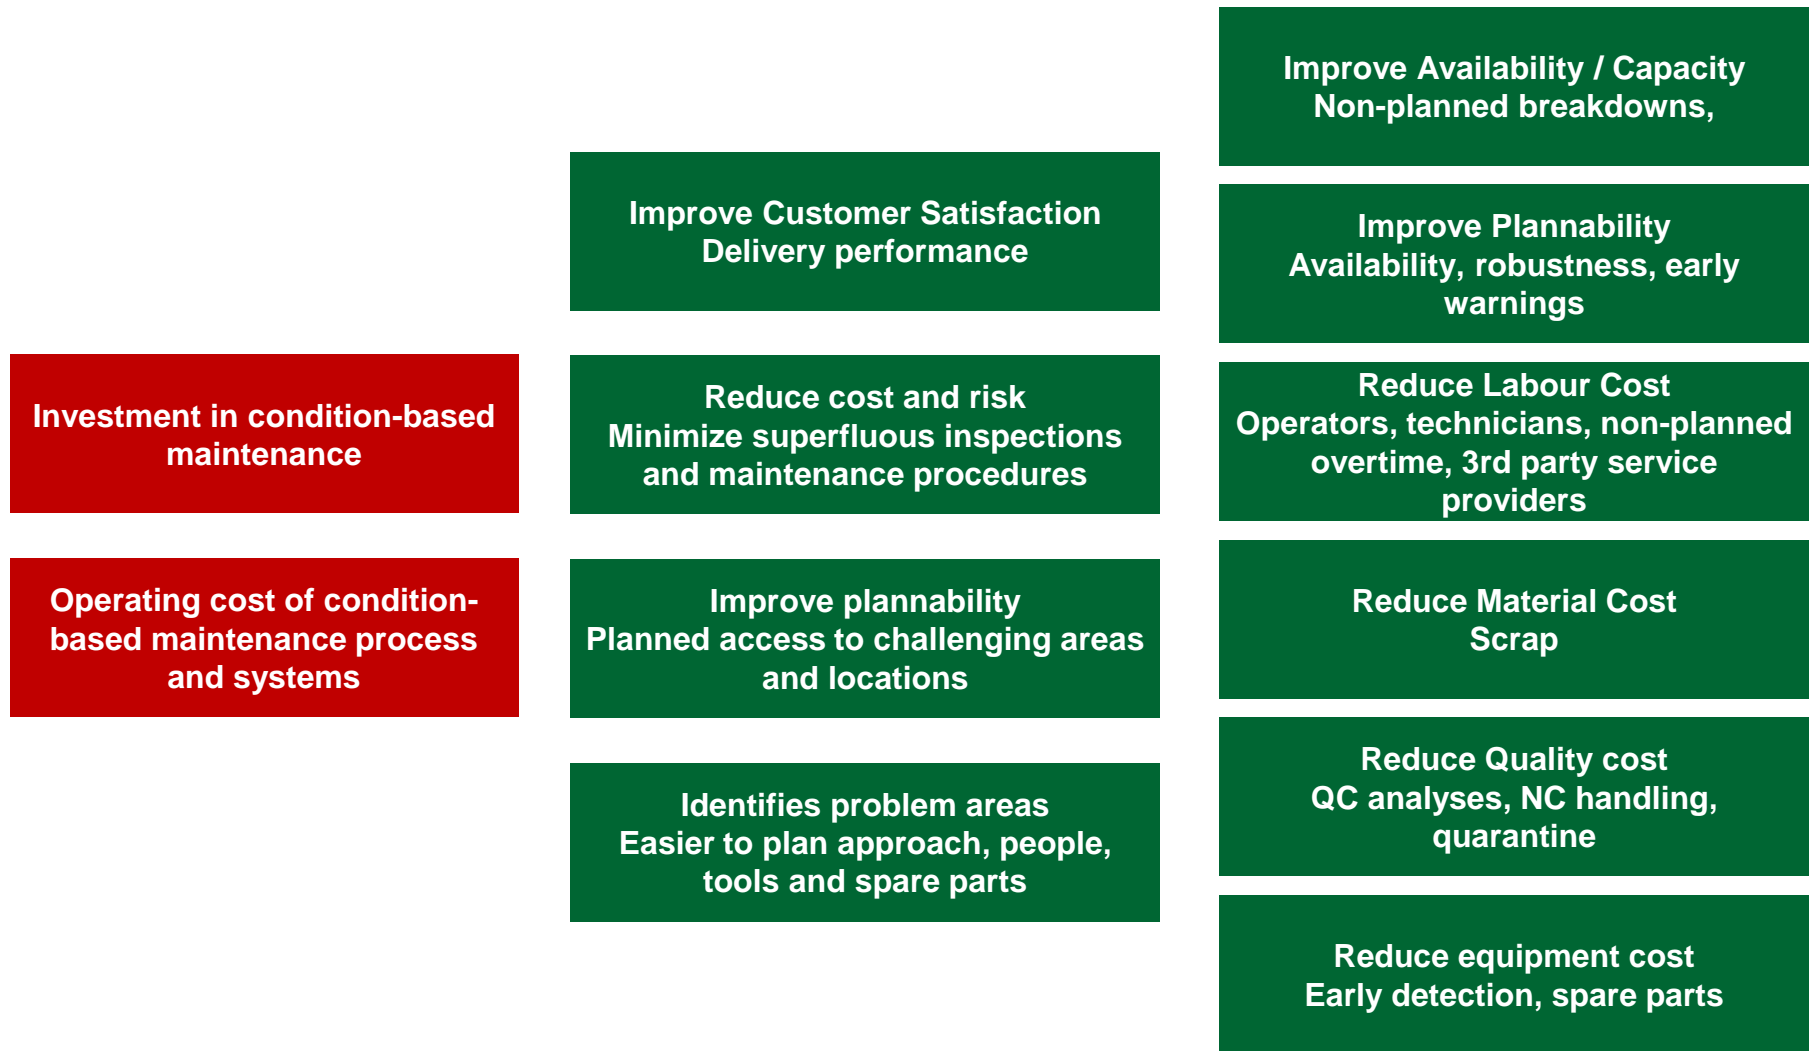 Investment in condition-based
maintenance
Operating cost of condition-
based maintenance process
and systems
Improve Customer Satisfaction
Delivery performance
Reduce cost and risk
Minimize superfluous inspections
and maintenance procedures
Improve plannability
Planned access to challenging areas
and locations
Identifies problem areas
Easier to plan approach, people,
tools and spare parts
Improve Availability / Capacity
Non-planned breakdowns,
Improve Plannability
Availability, robustness, early
warnings
Reduce Labour Cost
Operators, technicians, non-planned
overtime, 3rd party service
providers
Reduce Material Cost
Scrap
Reduce Quality cost
QC analyses, NC handling,
quarantine
Reduce equipment cost
Early detection, spare parts